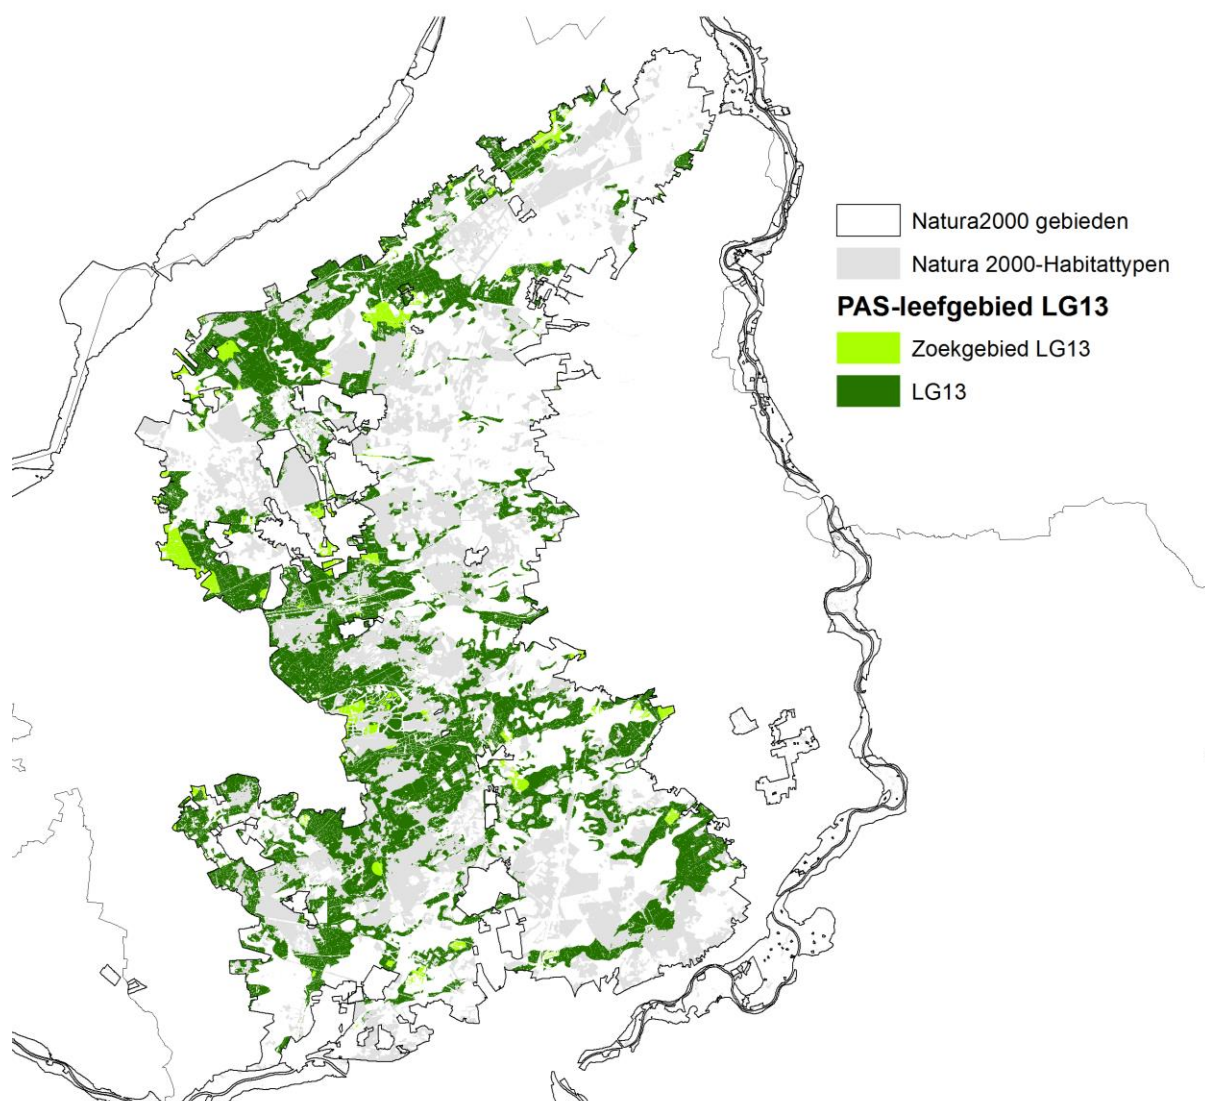 Natura2000 gebieden
Natura 2000-Habitattypen
PAS-leefgebied LG13
Zoekgebied LG13
LG13